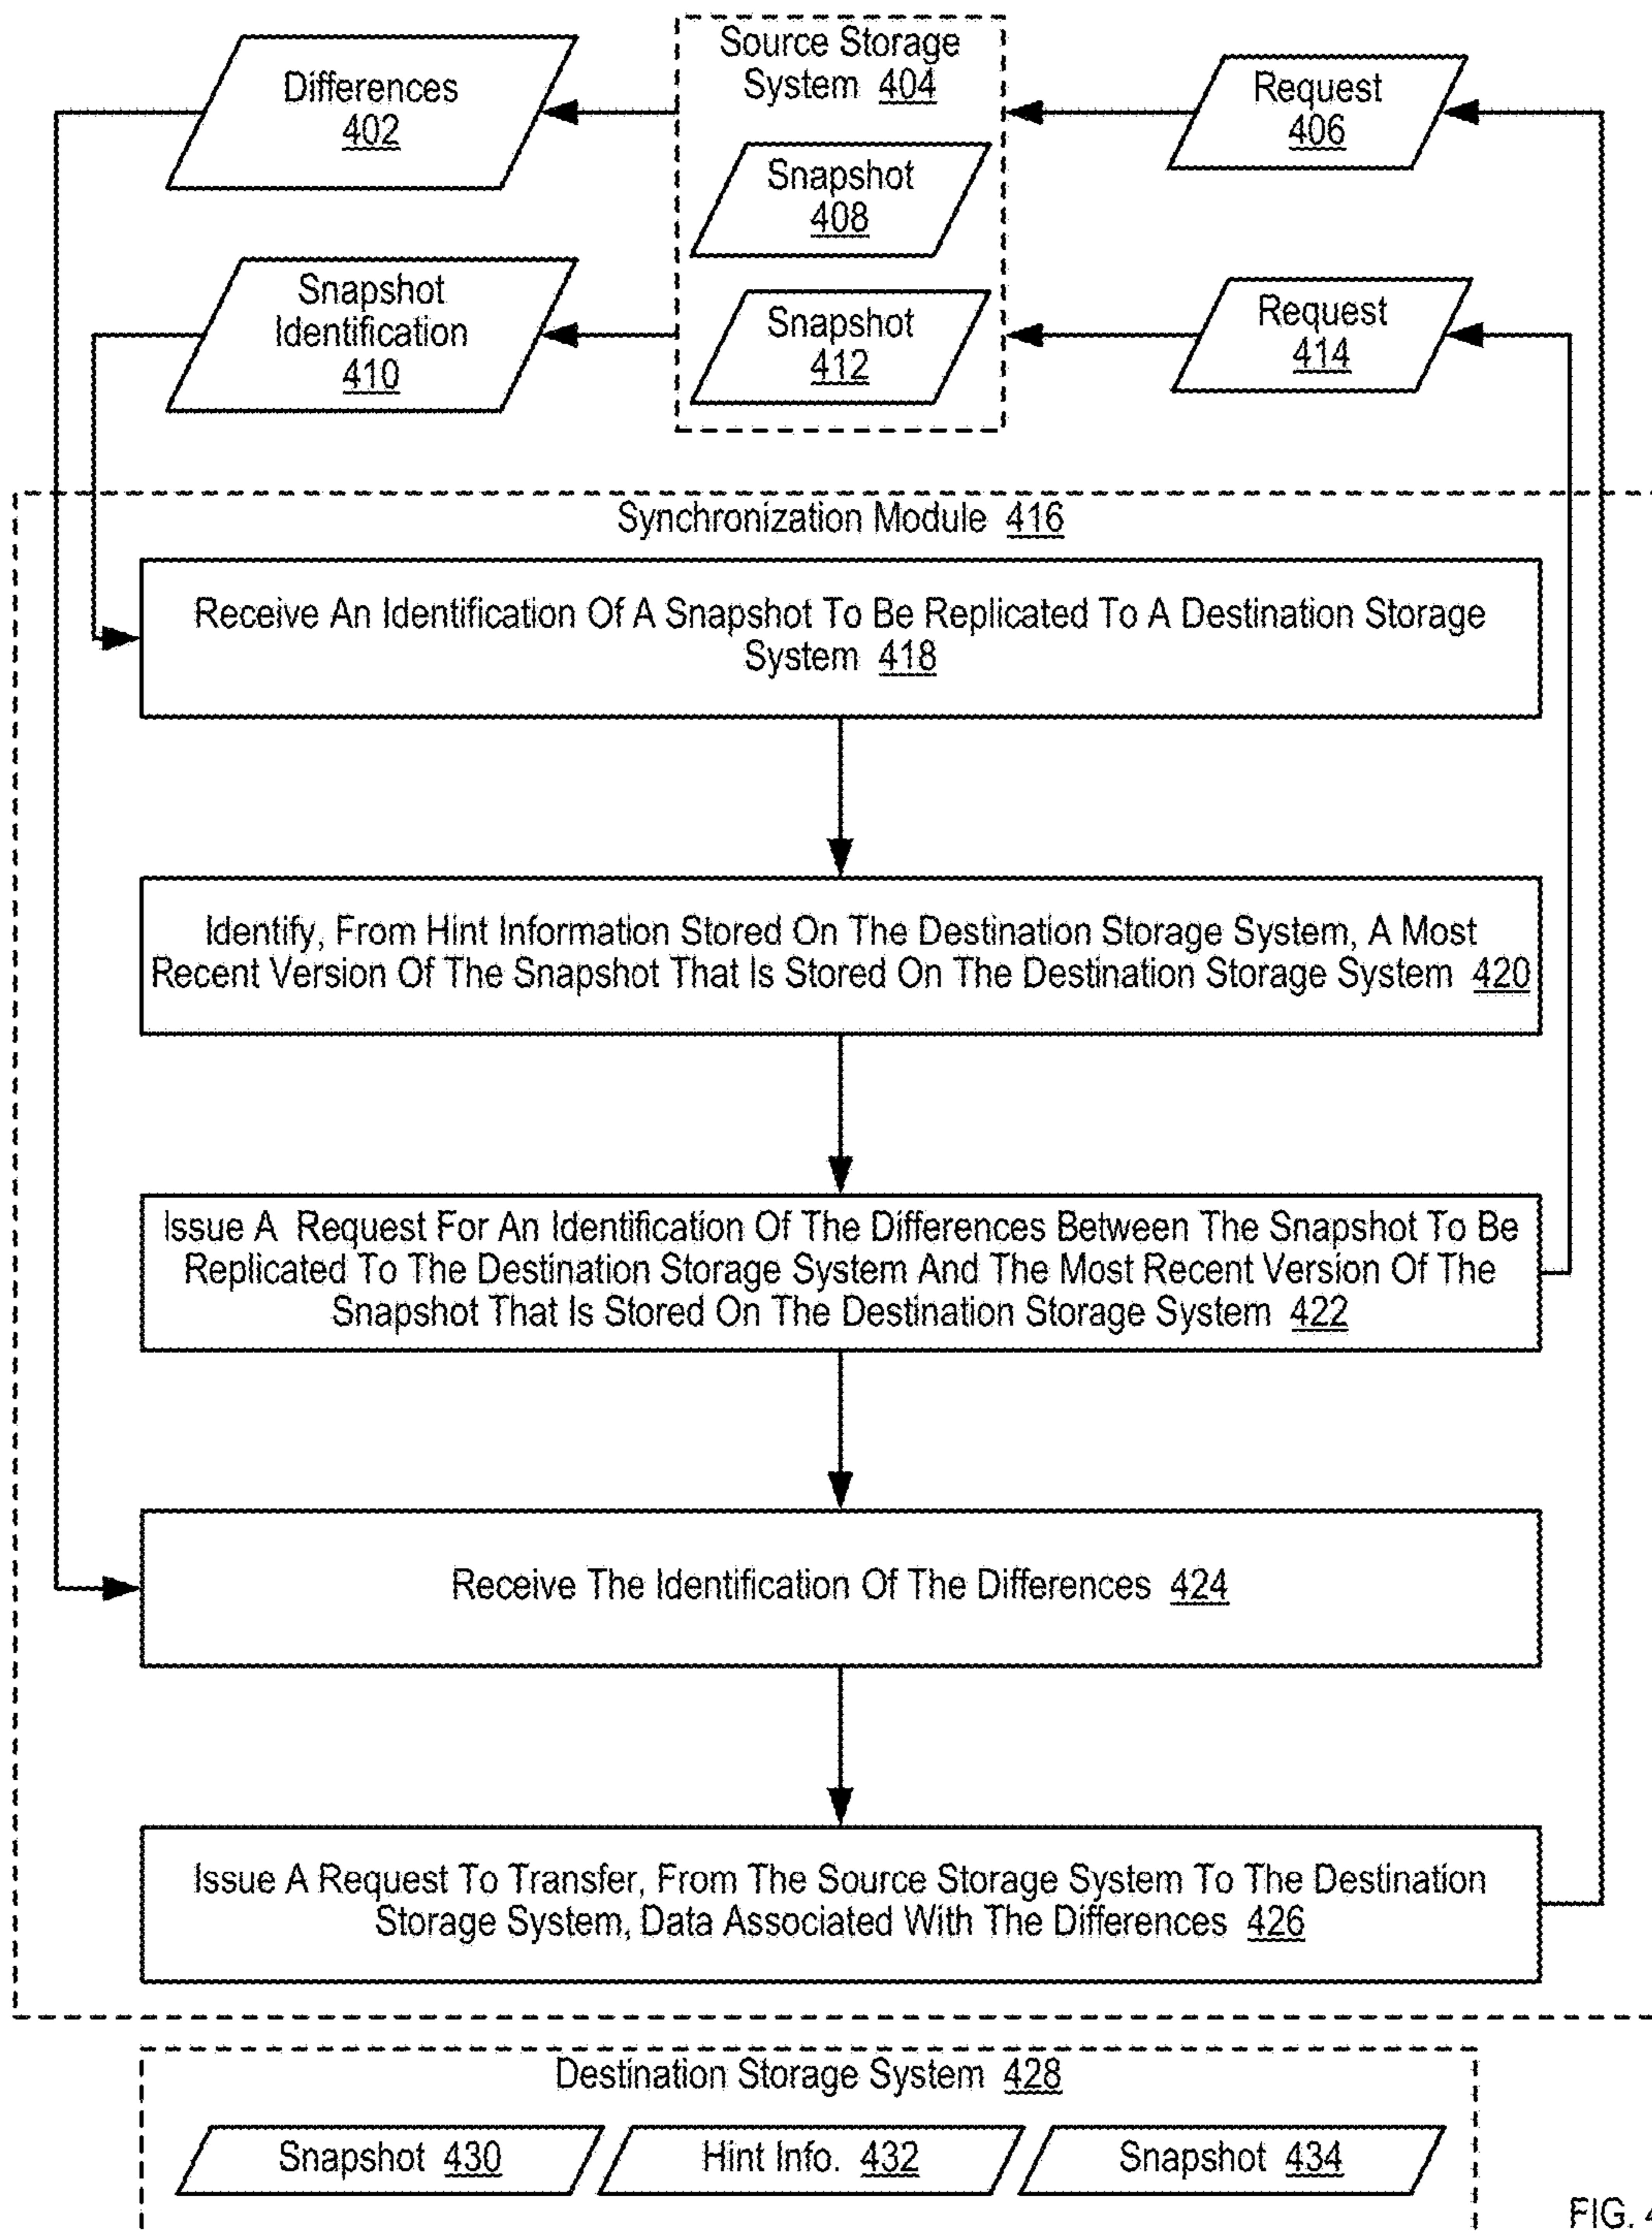 Differences
402
Source Storage
System 404
Request
406
Snapshot
408
Snapshot
Identification
410
Snapshot
412
Request
414
Synchronization Module 416
Receive An Identification Of A Snapshot To Be Replicated To A Destination Storage
System 418
Identify, From Hint Information Stored On The Destination Storage System, A Most
Recent Version Of The Snapshot That Is Stored On The Destination Storage System 420
Issue A Request For An Identification Of The Differences Between The Snapshot To Be
Replicated To The Destination Storage System And The Most Recent Version Of The
Snapshot That Is Stored On The Destination Storage System 422
Receive The Identification Of The Differences 424
Issue A Request To Transfer, From The Source Storage System To The Destination
Storage System, Data Associated With The Differences 426
Destination Storage System 428
Snapshot 430
Hint Info. 432
Snapshot 434
FIG. 4